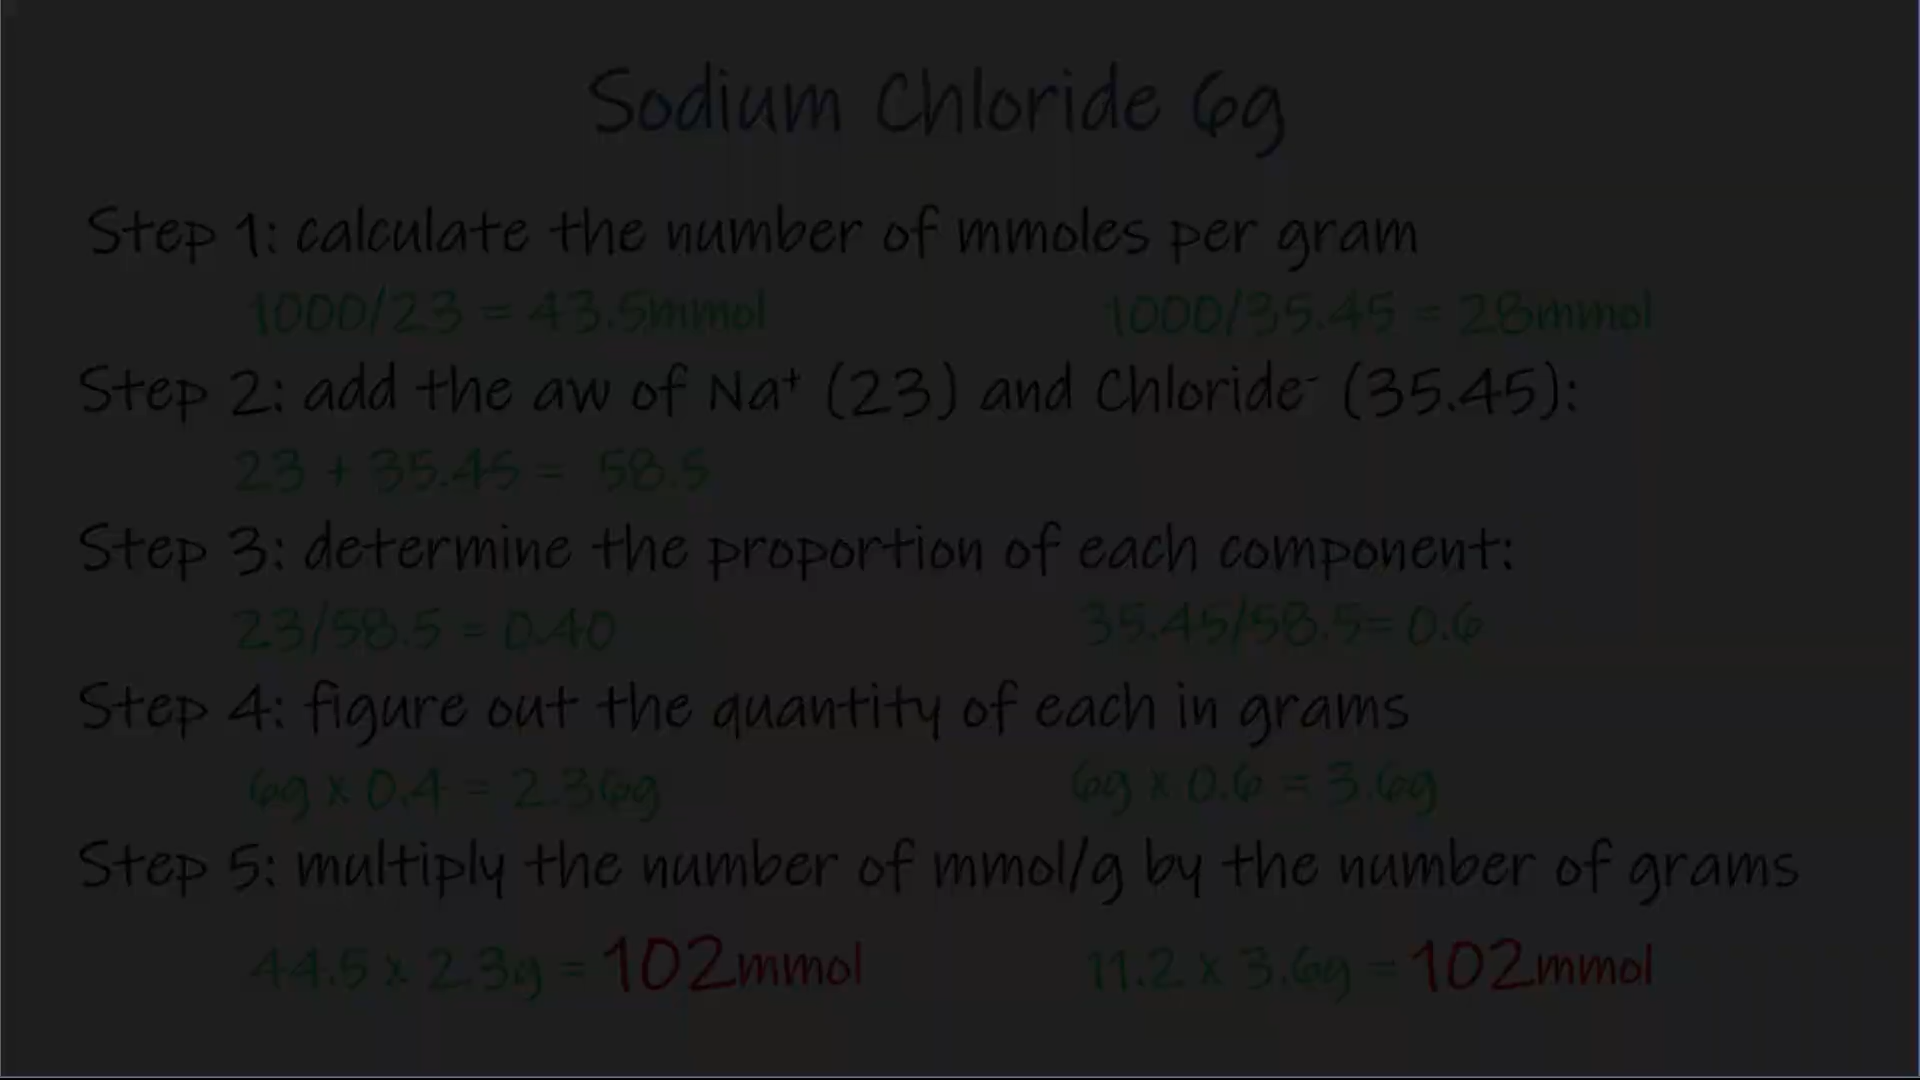 Sodium Chloride 6g
Step 1: calculate the number of mmoles per gram
1000/23 = 43.5mmol 1000/35.45 = 28mmol
Step 2: add the aw of Na⁺ (23) and Chloride⁻ (35.45):
23 + 35.45 = 58.5
Step 3: determine the proportion of each component:
23/58.5 = 0.40 35.45/58.5= 0.6
Step 4: figure out the quantity of each in grams
6g x 0.4 = 2.36g 6g x 0.6 = 3.6g
Step 5: multiply the number of mmol/g by the number of grams
44.5 x 2.3g = 102mmol 11.2 x 3.6g = 102mmol